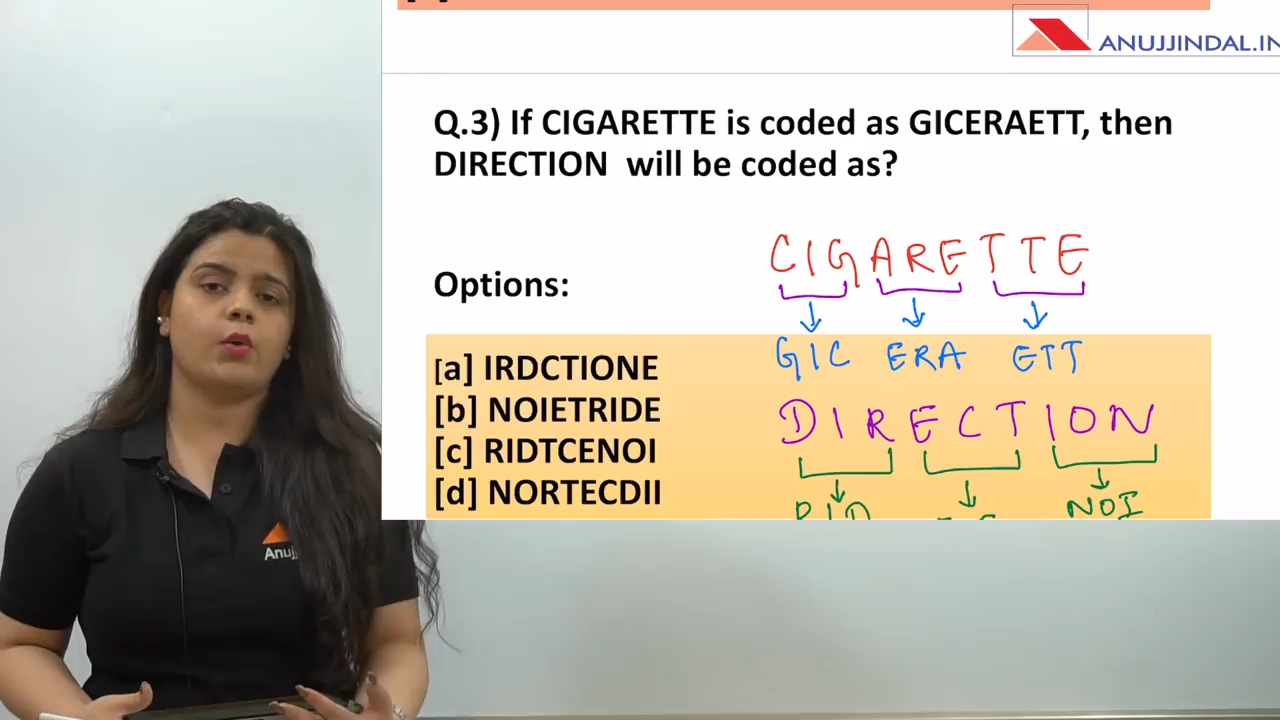 ANUJJINDAL.IN
Q.3) If CIGARETTE is coded as GICERAETT, then
DIRECTION will be coded as?
CIGARETTE
Options:
GIC ERA ETT
[a] IRDCTIONE
[b] NOIETRIDE
[c] RIDTCENOI
[d] NORTECDII
DIRECTION
RID NOI